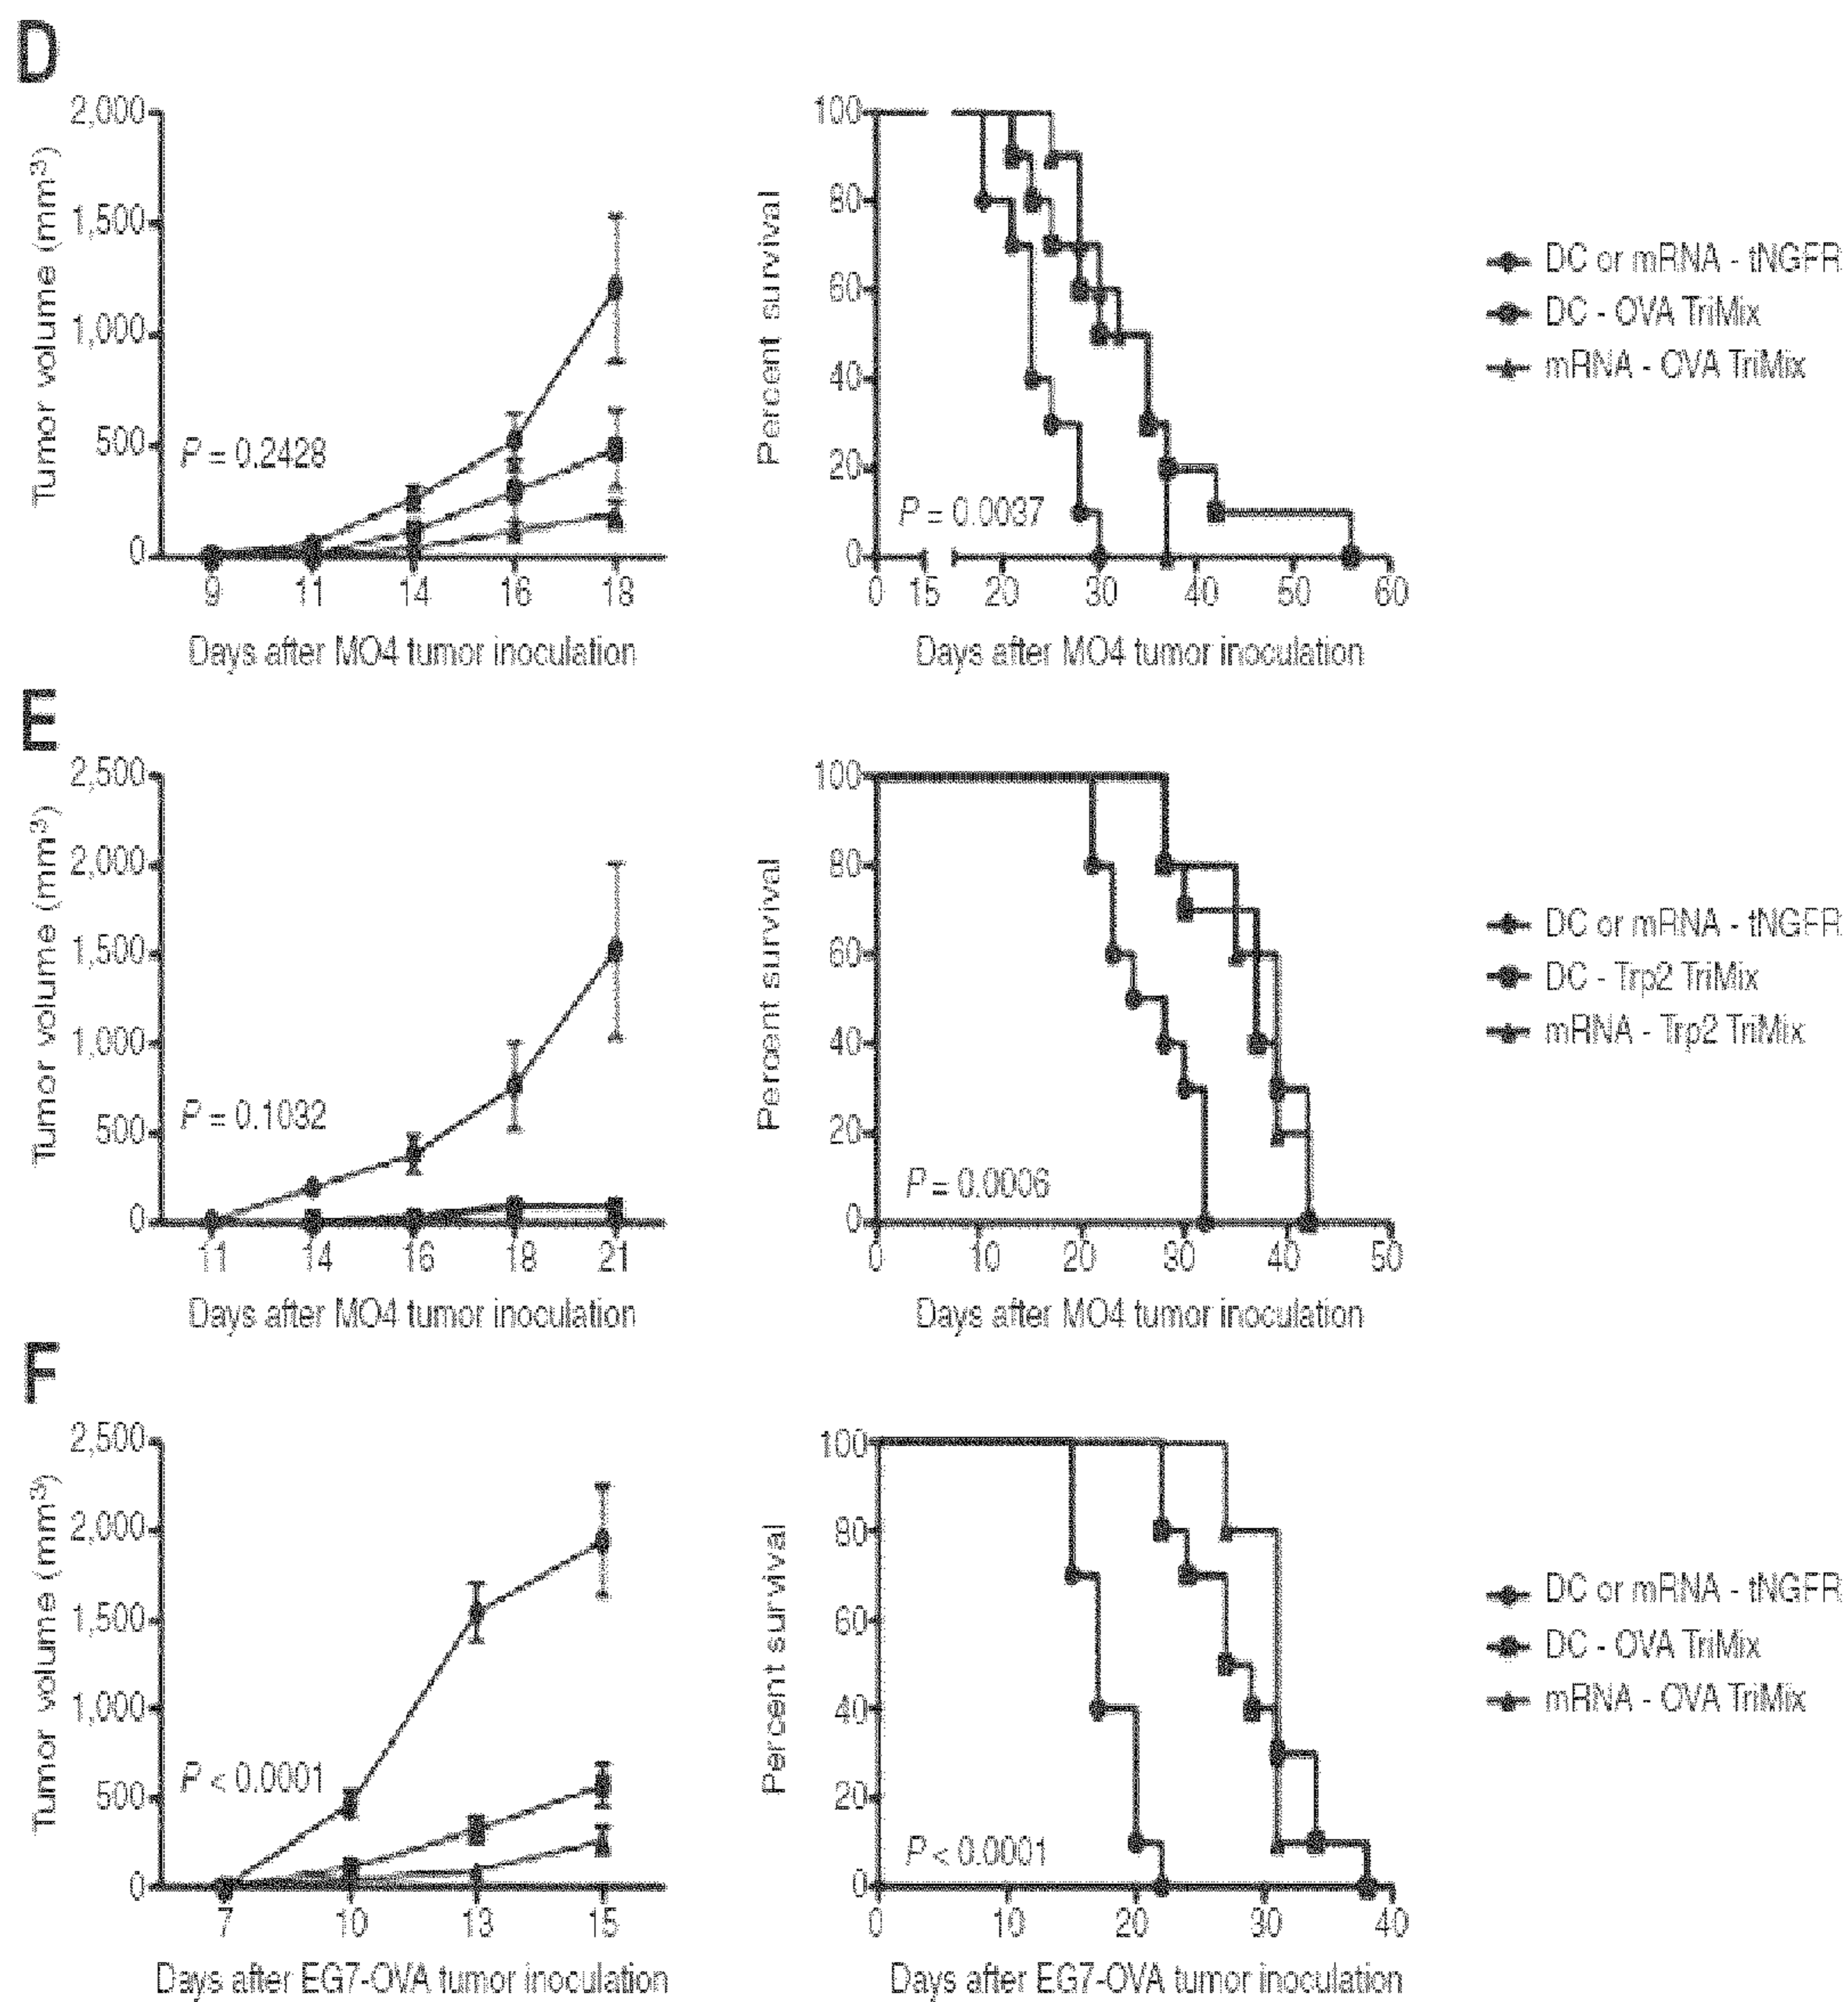 D
2,000
1,500
1,000
500
0
Tumor volume (mm³)
P = 0.2428
9 11 14 16 18
Days after MO4 tumor inoculation
100
80
60
40
20
0
Percent survival
P = 0.0037
0 15 20 30 40 50 60
Days after MO4 tumor inoculation
DC or mRNA - tNGFR
DC - OVA TriMix
mRNA - OVA TriMix
E
2,500
2,000
1,500
1,000
500
0
Tumor volume (mm³)
P = 0.1032
11 14 16 18 21
Days after MO4 tumor inoculation
100
80
60
40
20
0
Percent survival
P = 0.0006
0 10 20 30 40 50
Days after MO4 tumor inoculation
DC or mRNA - tNGFR
DC - Trp2 TriMix
mRNA - Trp2 TriMix
F
2,500
2,000
1,500
1,000
500
0
Tumor volume (mm³)
P < 0.0001
7 10 13 15
Days after EG7-OVA tumor inoculation
100
80
60
40
20
0
Percent survival
P < 0.0001
0 10 20 30 40
Days after EG7-OVA tumor inoculation
DC or mRNA - tNGFR
DC - OVA TriMix
mRNA - OVA TriMix